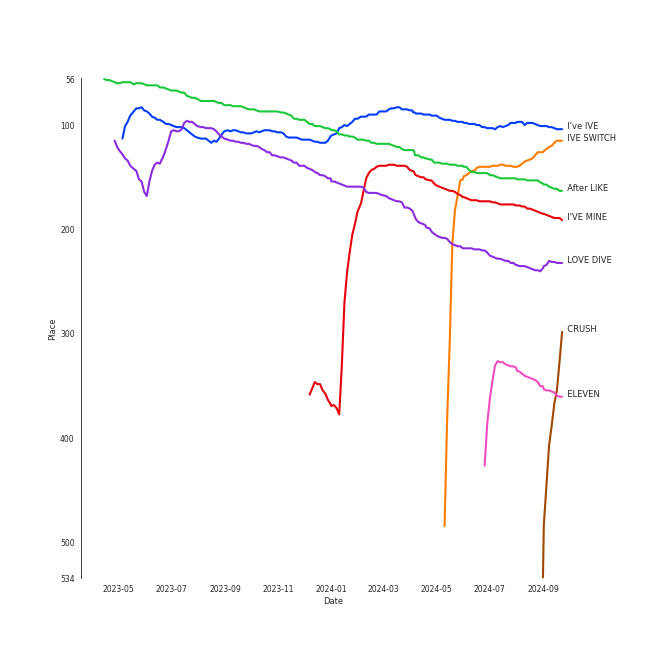 56
100
200
300
400
500
534
Place
2023-05
2023-07
2023-09
2023-11
2024-01
2024-03
2024-05
2024-07
2024-09
Date
I've IVE
IVE SWITCH
After LIKE
I'VE MINE
LOVE DIVE
CRUSH
ELEVEN